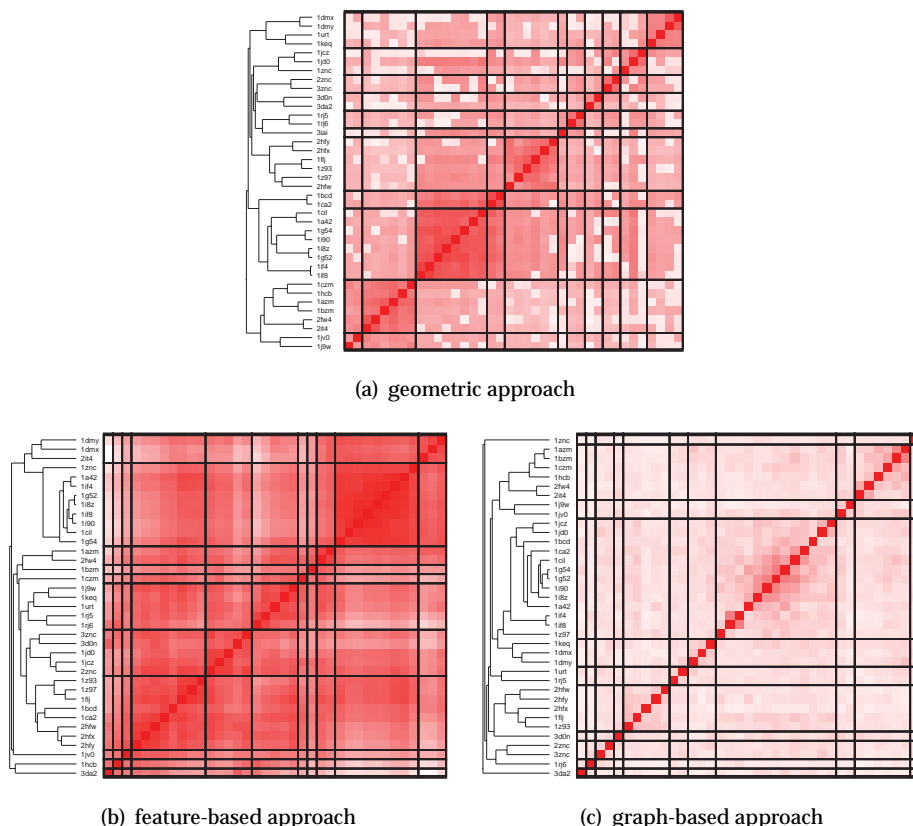 1dmx
1dmy
1urt
1keq
1jcz
1jd0
1znc
2znc
3znc
3d0n
3da2
1rj5
1rj6
3iai
2hfy
2hfx
1flj
1z93
1z97
2hfw
1bcd
1ca2
1cil
1a42
1g54
1i90
1i8z
1g52
1if4
1if8
1czm
1hcb
1azm
1bzm
2fw4
2it4
1jv0
1j9w
(a) geometric approach
1dmy
1dmx
2it4
1znc
1a42
1if4
1g52
1i8z
1if8
1i90
1cil
1g54
1azm
2fw4
1bzm
1czm
1j9w
1keq
1urt
1rj5
1rj6
3znc
3d0n
1jd0
1jcz
2znc
1z93
1z97
1flj
1bcd
1ca2
2hfw
2hfx
2hfy
1jv0
1hcb
3da2
(b) feature-based approach
1znc
1azm
1bzm
1czm
1hcb
2fw4
2it4
1j9w
1jv0
1jcz
1jd0
1bcd
1ca2
1cil
1g54
1g52
1i90
1i8z
1a42
1if4
1if8
1z97
1keq
1dmx
1dmy
1urt
1rj5
2hfw
2hfy
2hfx
1flj
1z93
3d0n
2znc
3znc
1rj6
3da2
(c) graph-based approach